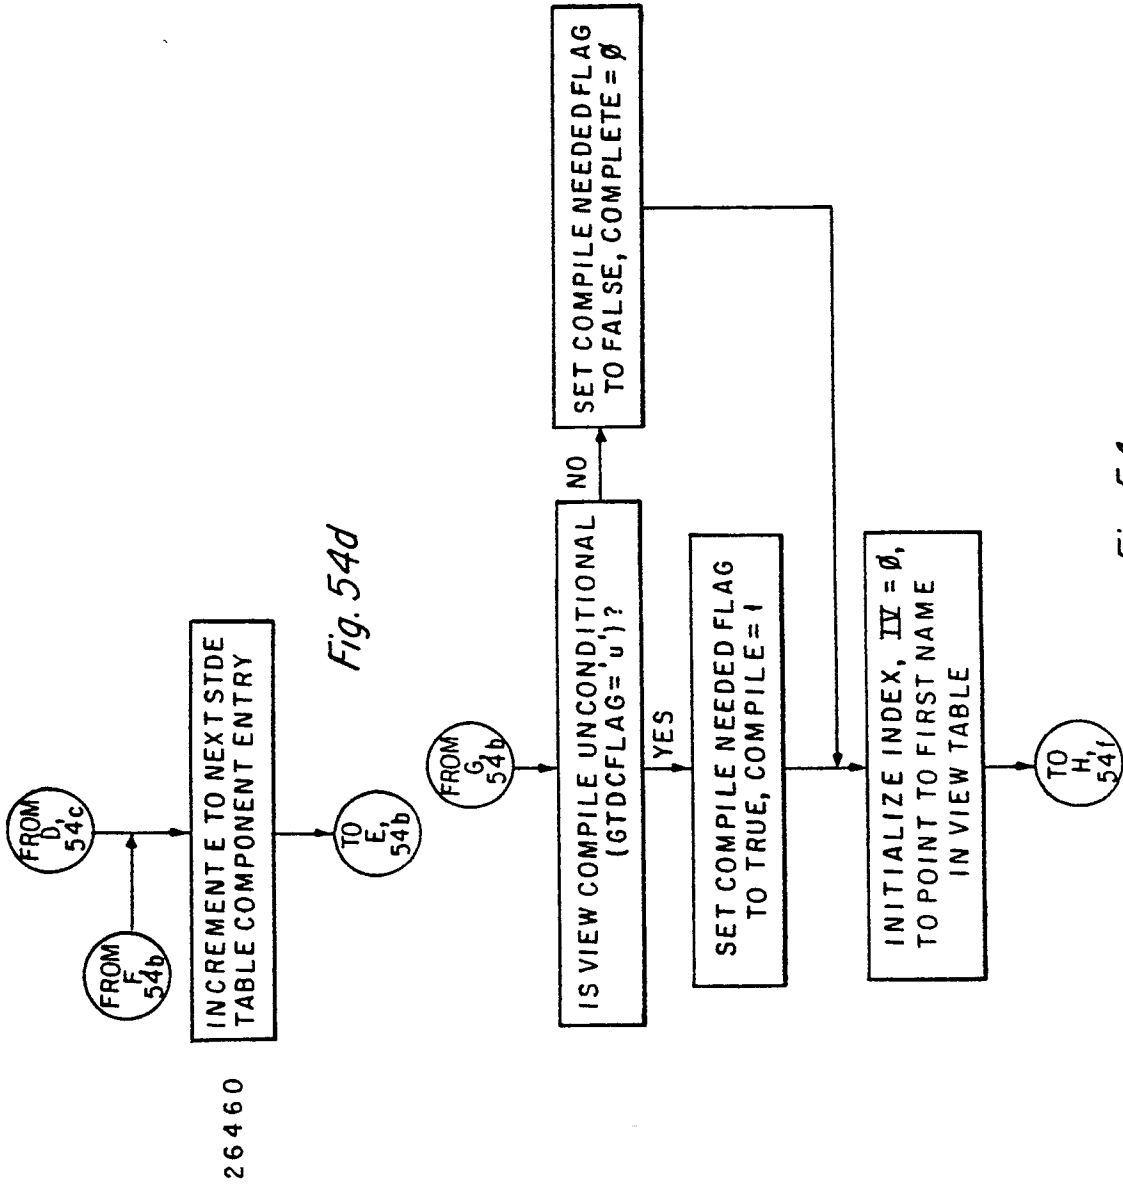 FROM
D,
54c
FROM
F,
54b
26460
INCREMENT E TO NEXT STDE
TABLE COMPONENT ENTRY
TO
E,
54b
Fig. 54d
FROM
G,
54b
IS VIEW COMPILE UNCONDITIONAL
(GTDCFLAG='u')?
NO
YES
SET COMPILE NEEDED FLAG
TO FALSE, COMPLETE = Ø
SET COMPILE NEEDED FLAG
TO TRUE, COMPILE = 1
INITIALIZE INDEX, IV = Ø,
TO POINT TO FIRST NAME
IN VIEW TABLE
TO
H,
54f